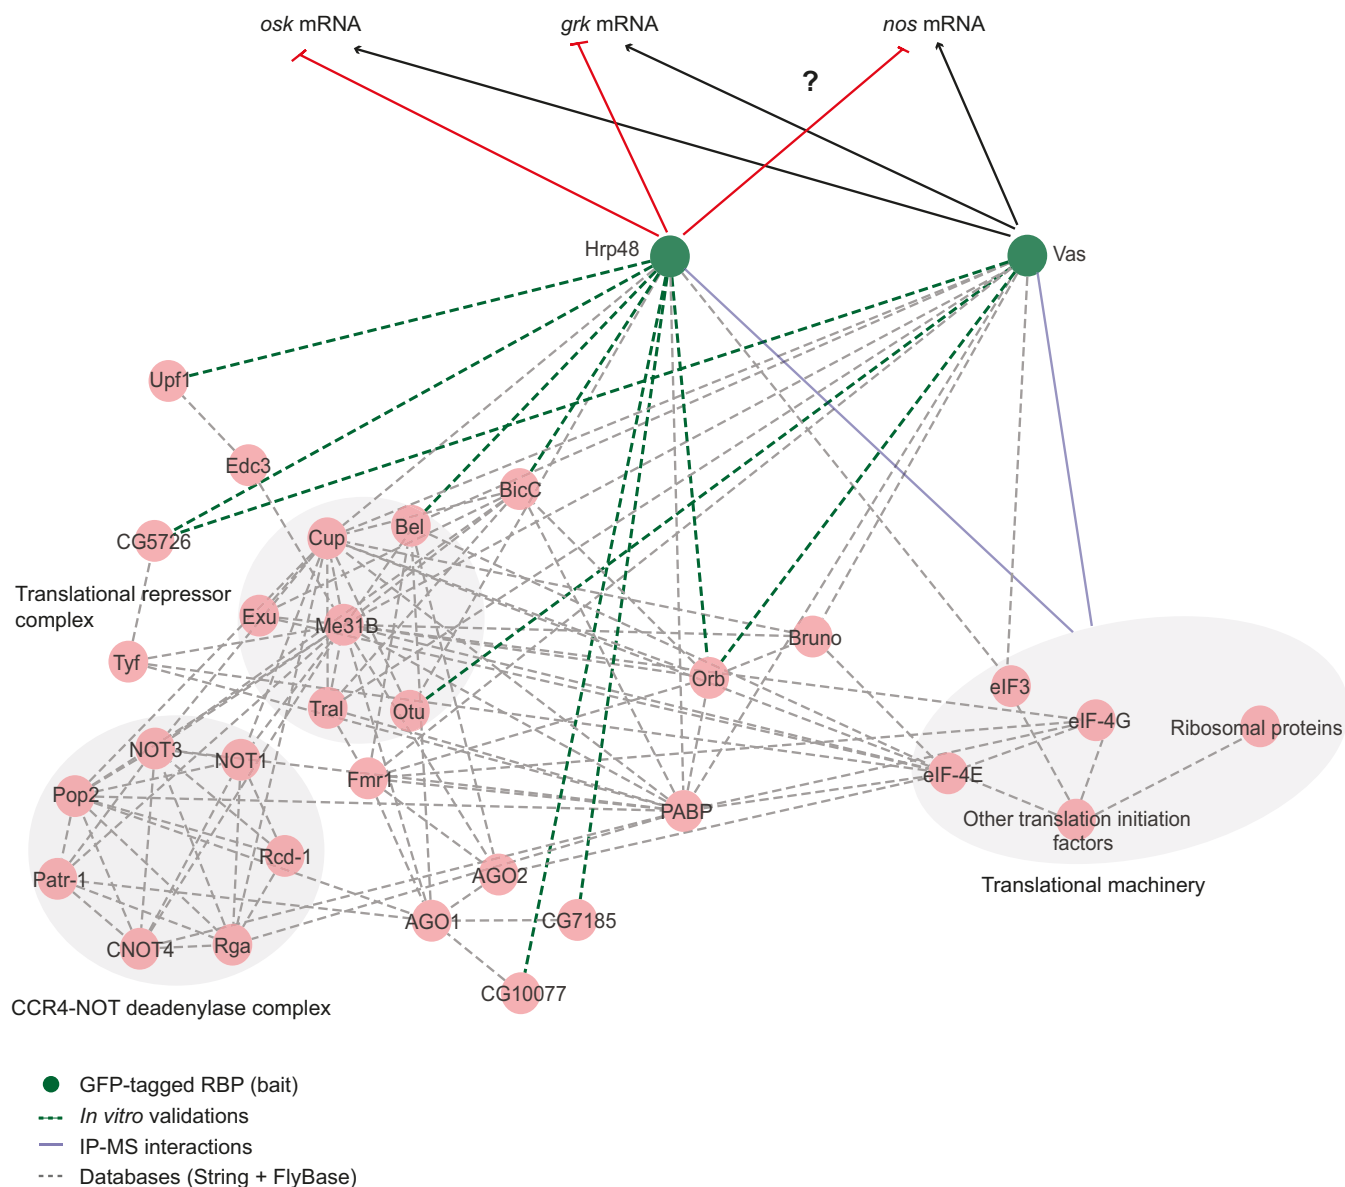 osk mRNA
grk mRNA
nos mRNA
?
Hrp48
Vas
Upf1
Edc3
BicC
Bel
Cup
CG5726
Translational repressor
complex
Exu
Me31B
Bruno
Tyf
Orb
eIF3
Tral
Otu
eIF-4G
Ribosomal proteins
NOT3
NOT1
Fmr1
eIF-4E
Pop2
PABP
Other translation initiation
factors
Rcd-1
Patr-1
AGO2
Translational machinery
AGO1
CG7185
CNOT4
Rga
CG10077
CCR4-NOT deadenylase complex
GFP-tagged RBP (bait)
In vitro validations
IP-MS interactions
Databases (String + FlyBase)